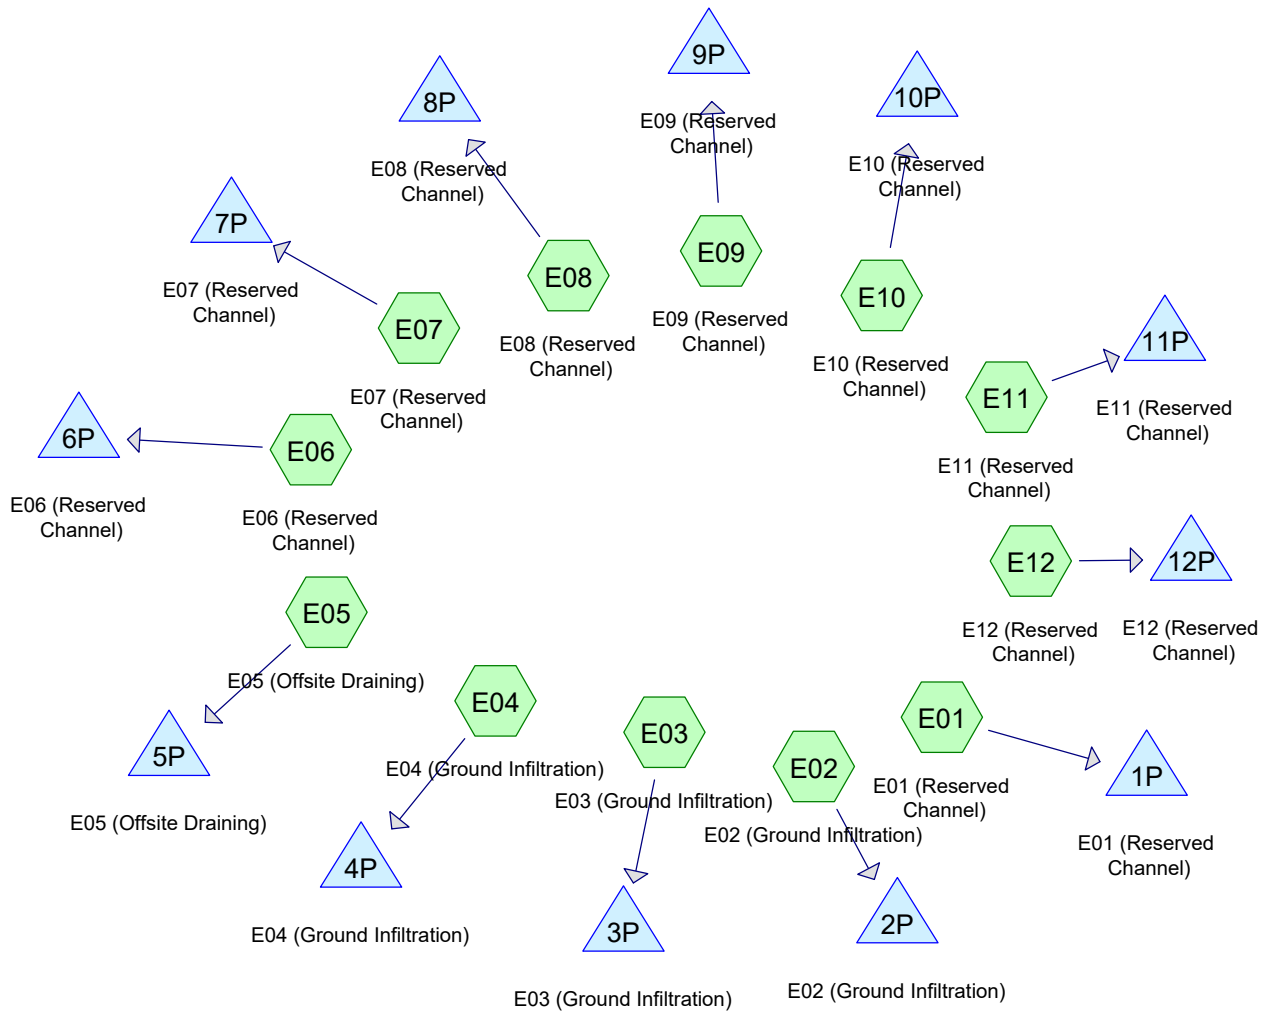 9P
E09 (Reserved
Channel)
8P
E08 (Reserved
Channel)
10P
E10 (Reserved
Channel)
7P
E07 (Reserved
Channel)
E09
E09 (Reserved
Channel)
E08
E08 (Reserved
Channel)
E10
E10 (Reserved
Channel)
E07
E07 (Reserved
Channel)
11P
E11 (Reserved
Channel)
E11
E11 (Reserved
Channel)
6P
E06 (Reserved
Channel)
E06
E06 (Reserved
Channel)
E12
E12 (Reserved
Channel)
12P
E12 (Reserved
Channel)
E05
E05 (Offsite Draining)
5P
E05 (Offsite Draining)
E04
E04 (Ground Infiltration)
4P
E04 (Ground Infiltration)
E03
E03 (Ground Infiltration)
3P
E03 (Ground Infiltration)
E02
E02 (Ground Infiltration)
2P
E02 (Ground Infiltration)
E01
E01 (Reserved
Channel)
1P
E01 (Reserved
Channel)